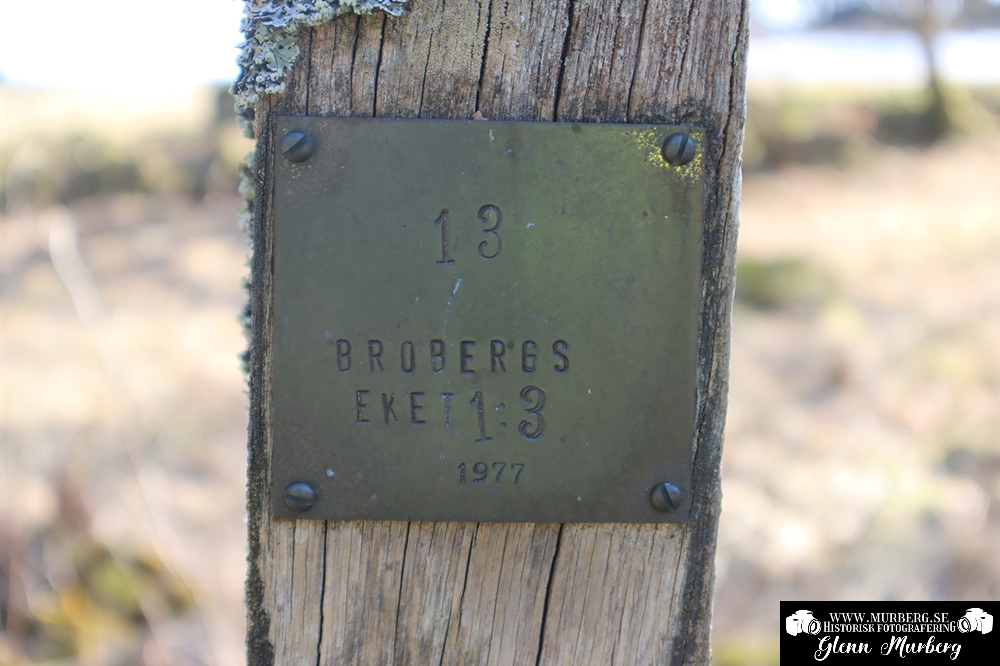 13
BROBERGS
EKET 1:3
1977
WWW.MURBERG.SE
HISTORISK FOTOGRAFERING
Glenn Murberg